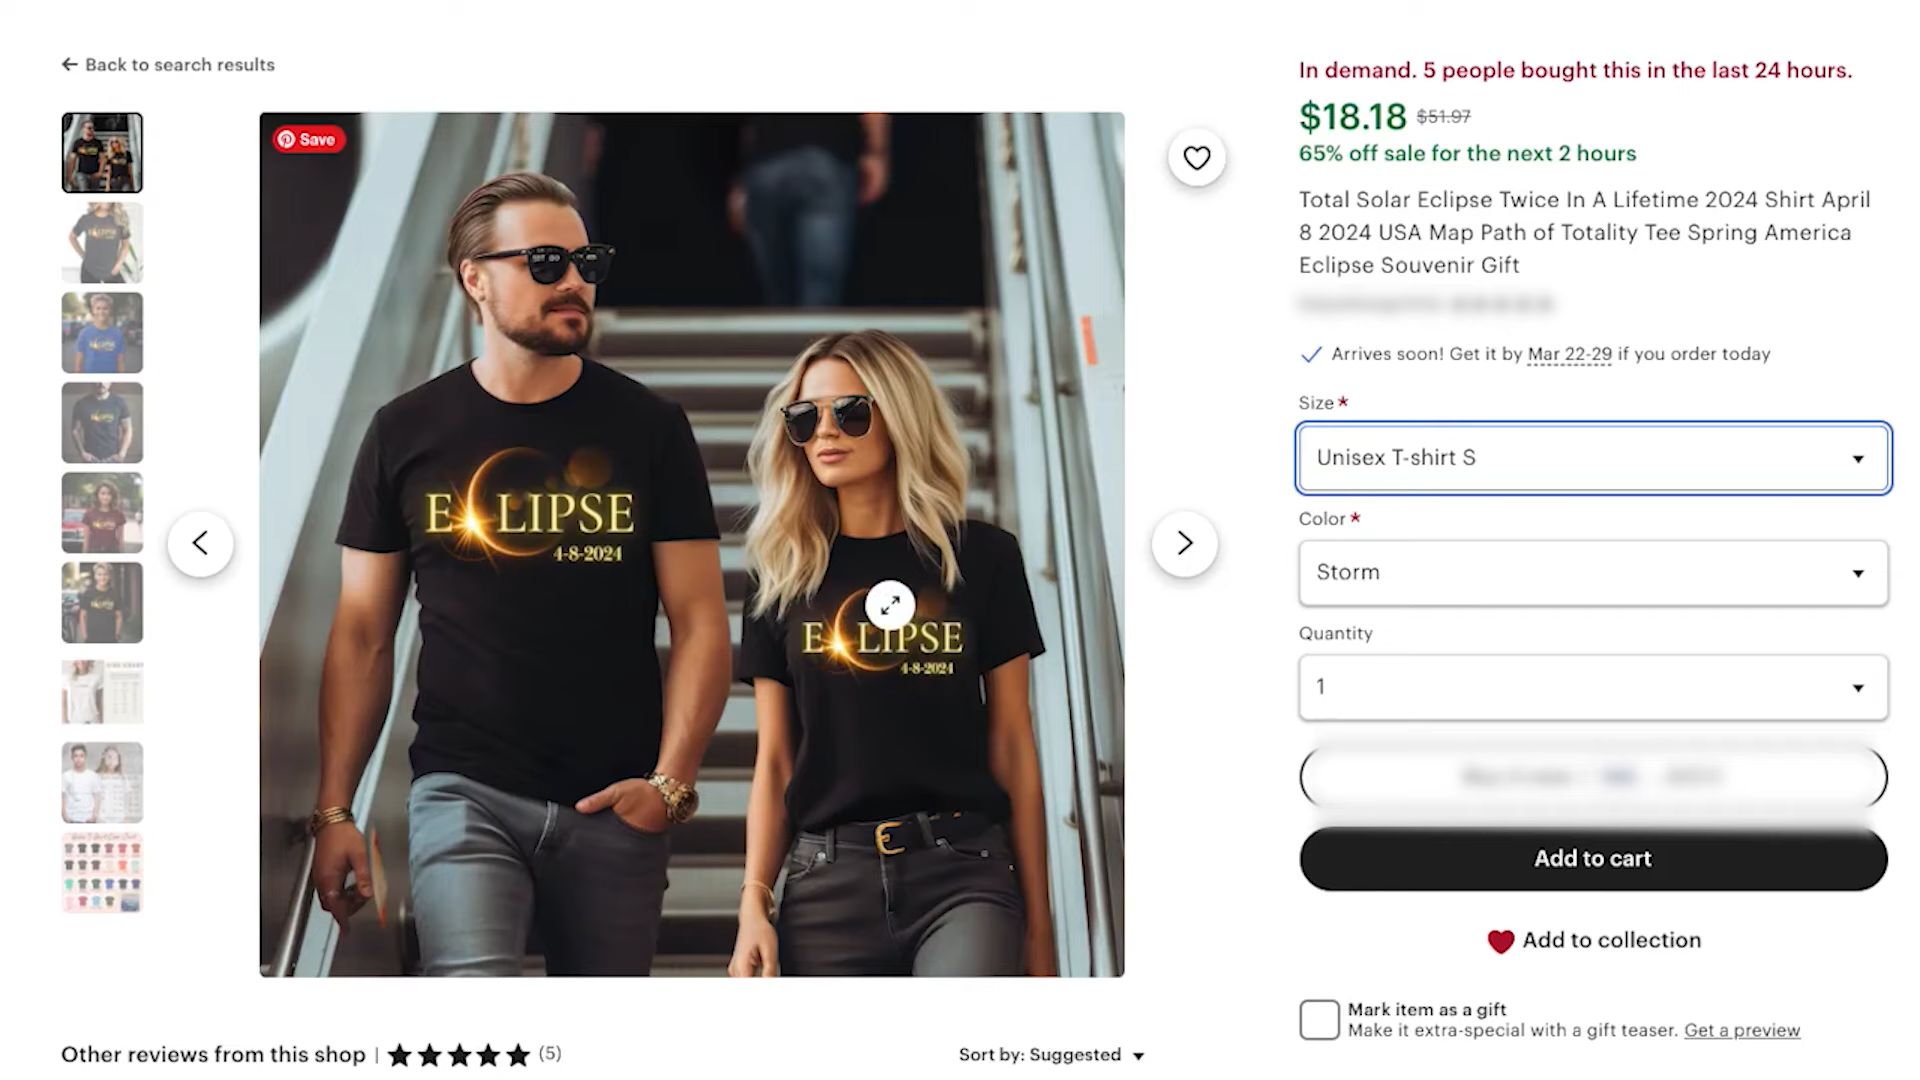 Back to search results
Save
ECLIPSE
4-8-2024
ECLIPSE
4-8-2024
In demand. 5 people bought this in the last 24 hours.
$18.18 $51.97
65% off sale for the next 2 hours
Total Solar Eclipse Twice In A Lifetime 2024 Shirt April
8 2024 USA Map Path of Totality Tee Spring America
Eclipse Souvenir Gift
Arrives soon! Get it by Mar 22-29 if you order today
Size*
Unisex T-shirt S
Color*
Storm
Quantity
1
Add to cart
Add to collection
Mark item as a gift
Make it extra-special with a gift teaser. Get a preview
Other reviews from this shop | (5)
Sort by: Suggested